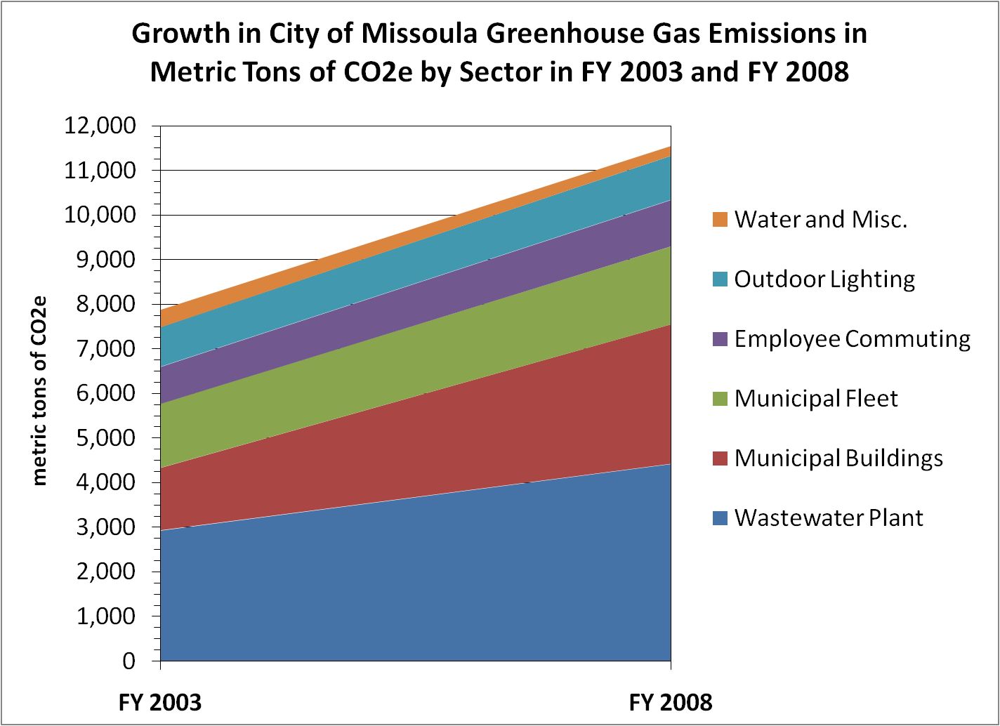 Growth in City of Missoula Greenhouse Gas Emissions in
Metric Tons of CO2e by Sector in FY 2003 and FY 2008
12,000
11,000
10,000
9,000
8,000
7,000
6,000
5,000
4,000
3,000
2,000
1,000
0
metric tons of CO2e
FY 2003
FY 2008
Water and Misc.
Outdoor Lighting
Employee Commuting
Municipal Fleet
Municipal Buildings
Wastewater Plant